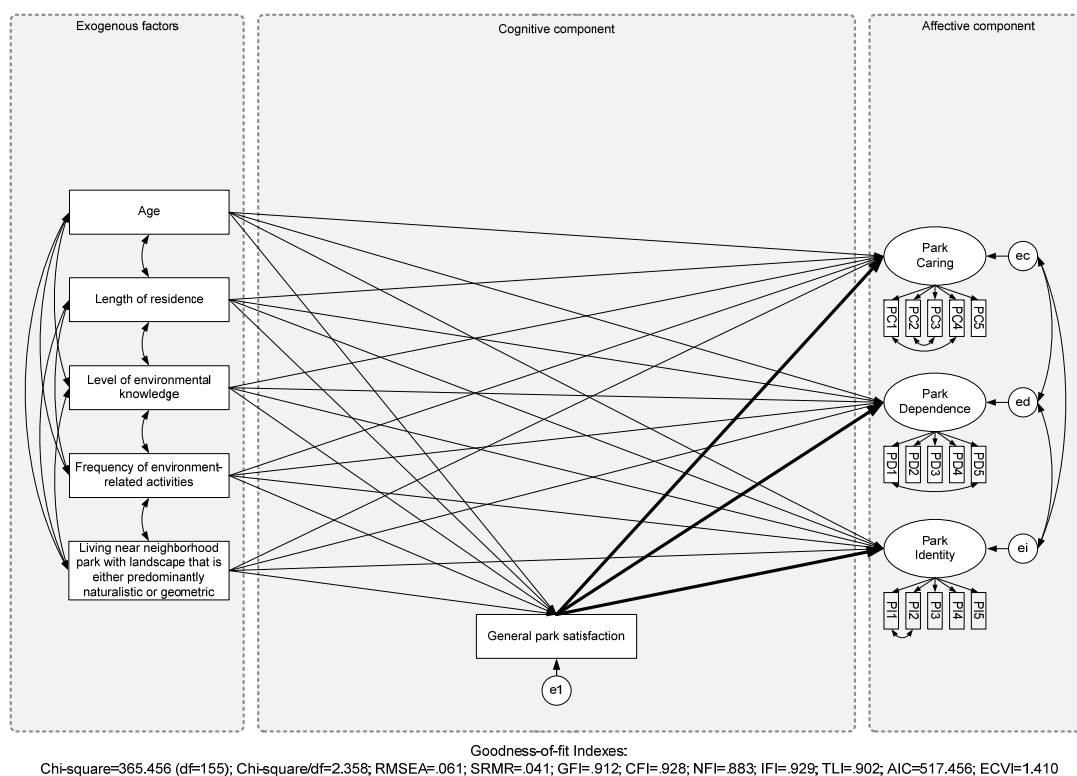 Exogenous factors
Cognitive component
Affective component
Age
Length of residence
Level of environmental
knowledge
Frequency of environment-
related activities
Living near neighborhood
park with landscape that is
either predominantly
naturalistic or geometric
General park satisfaction
e1
Park
Caring
ec
PC1
PC2
PC3
PC4
PC5
Park
Dependence
ed
PD1
PD2
PD3
PD4
PD5
Park
Identity
ei
PI1
PI2
PI3
PI4
PI5
Goodness-of-fit Indexes:
Chi-square=365.456 (df=155); Chi-square/df=2.358; RMSEA=.061; SRMR=.041; GFI=.912; CFI=.928; NFI=.883; IFI=.929; TLI=.902; AIC=517.456; ECVI=1.410